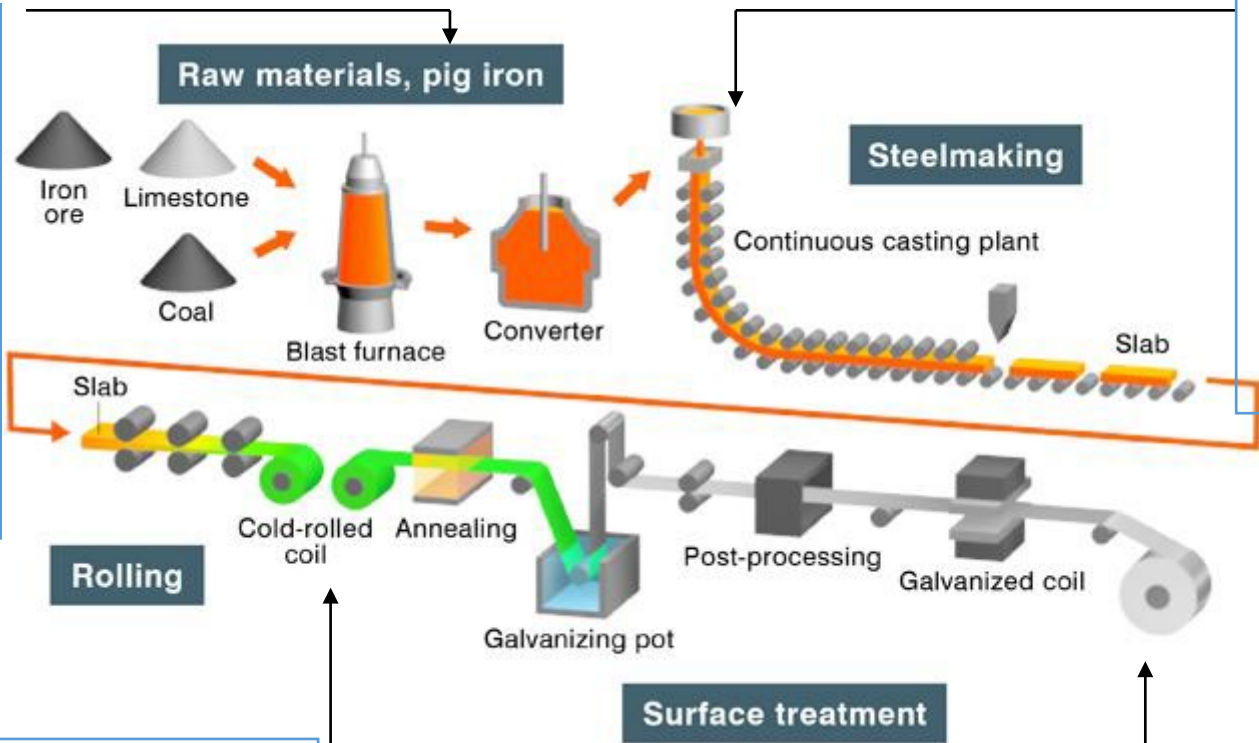 Raw materials, pig iron
Iron
ore
Limestone
Coal
Blast furnace
Converter
Steelmaking
Continuous casting plant
Slab
Slab
Cold-rolled
coil
Annealing
Rolling
Galvanizing pot
Post-processing
Galvanized coil
Surface treatment